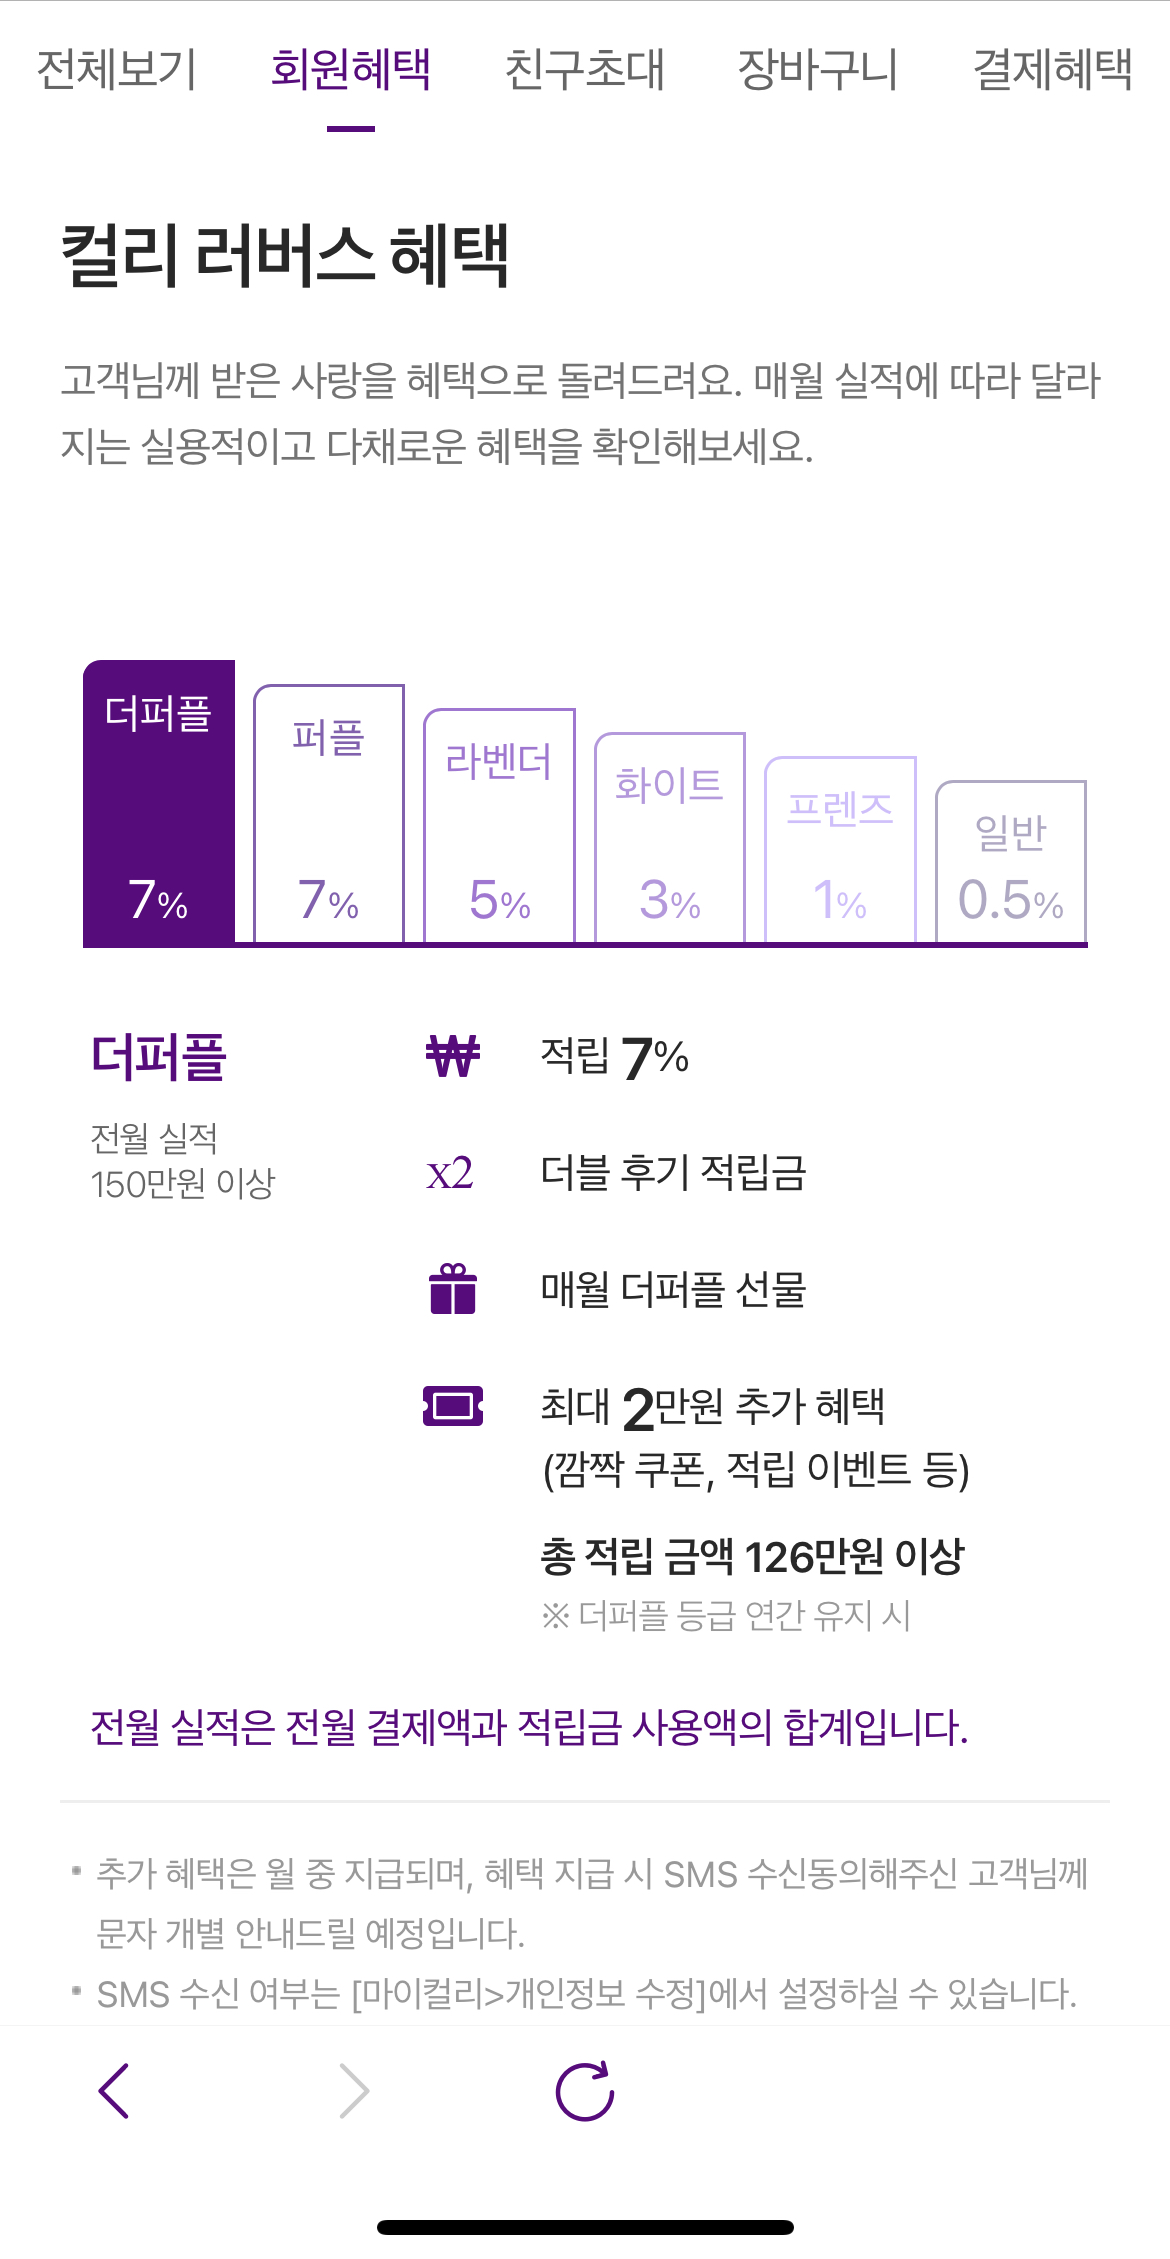 전체보기 회원혜택 친구초대 장바구니 결제혜택
컬리 러버스 혜택
고객님께 받은 사랑을 혜택으로 돌려드려요. 매월 실적에 따라 달라
지는 실용적이고 다채로운 혜택을 확인해보세요.
더퍼플 퍼플 라벤더 화이트 프렌즈 일반
7% 7% 5% 3% 1% 0.5%
더퍼플
전월 실적
150만원 이상
₩ 적립 7%
x2 더블 후기 적립금
매월 더퍼플 선물
최대 2만원 추가 혜택
(깜짝 쿠폰, 적립 이벤트 등)
총 적립 금액 126만원 이상
※ 더퍼플 등급 연간 유지 시
전월 실적은 전월 결제액과 적립금 사용액의 합계입니다.
추가 혜택은 월 중 지급되며, 혜택 지급 시 SMS 수신동의해주신 고객님께
문자 개별 안내드릴 예정입니다.
SMS 수신 여부는 [마이컬리>개인정보 수정]에서 설정하실 수 있습니다.